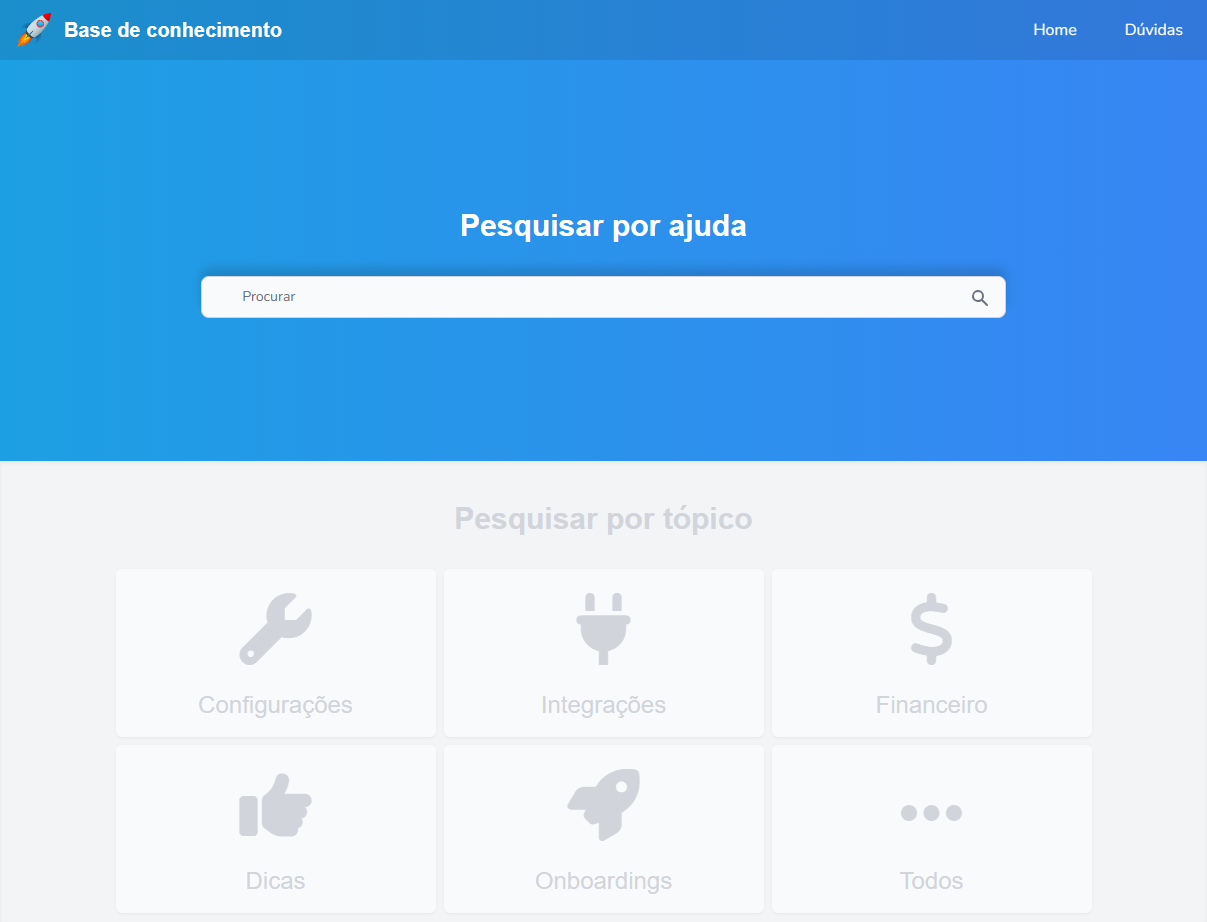 Base de conhecimento
Home
Dúvidas
Pesquisar por ajuda
Procurar
Pesquisar por tópico
Configurações
Integrações
Financeiro
Dicas
Onboardings
Todos